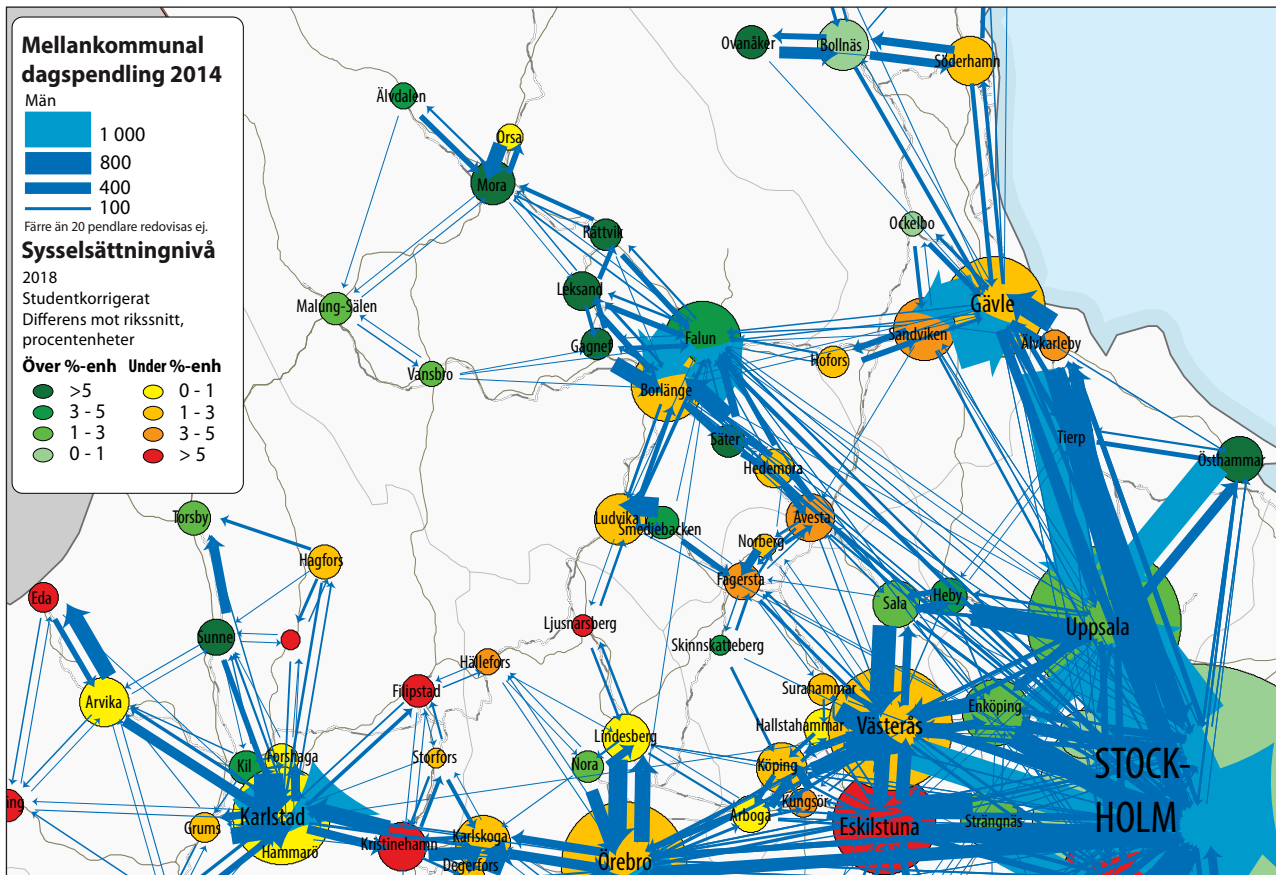 Mellankommunal
dagspendling 2014
Män
1 000
800
400
100
Färre än 20 pendlare redovisas ej.
Sysselsättningnivå
2018
Studentkorrigerat
Differens mot rikssnitt,
procentenheter
Över %-enh Under %-enh
>5 0 - 1
3 - 5 1 - 3
1 - 3 3 - 5
0 - 1 > 5
Ovanåker
Bollnäs
Söderhamn
Älvdalen
Orsa
Mora
Rättvik
Ockelbo
Leksand
Malung-Sälen
Gävle
Falun
Sandviken
Älvkarleby
Gagnef
Hofors
Vansbro
Borlänge
Säter
Tierp
Östhammar
Hedemora
Torsby
Ludvika
Smedjebacken
Avesta
Norberg
Hagfors
Fagersta
Eda
Sala
Heby
Ljusnarsberg
Uppsala
Sunne
Skinnskatteberg
Hällefors
Filipstad
Surahammar
Arvika
Enköping
Hallstahammar
Västerås
Lindesberg
Forshaga
Storfors
Kil
Nora
Köping
STOCK-
HOLM
ing
Kungsör
Karlstad
Arboga
Strängnäs
Grums
Eskilstuna
Karlskoga
Kristinehamn
Hammarö
Örebro
Degerfors